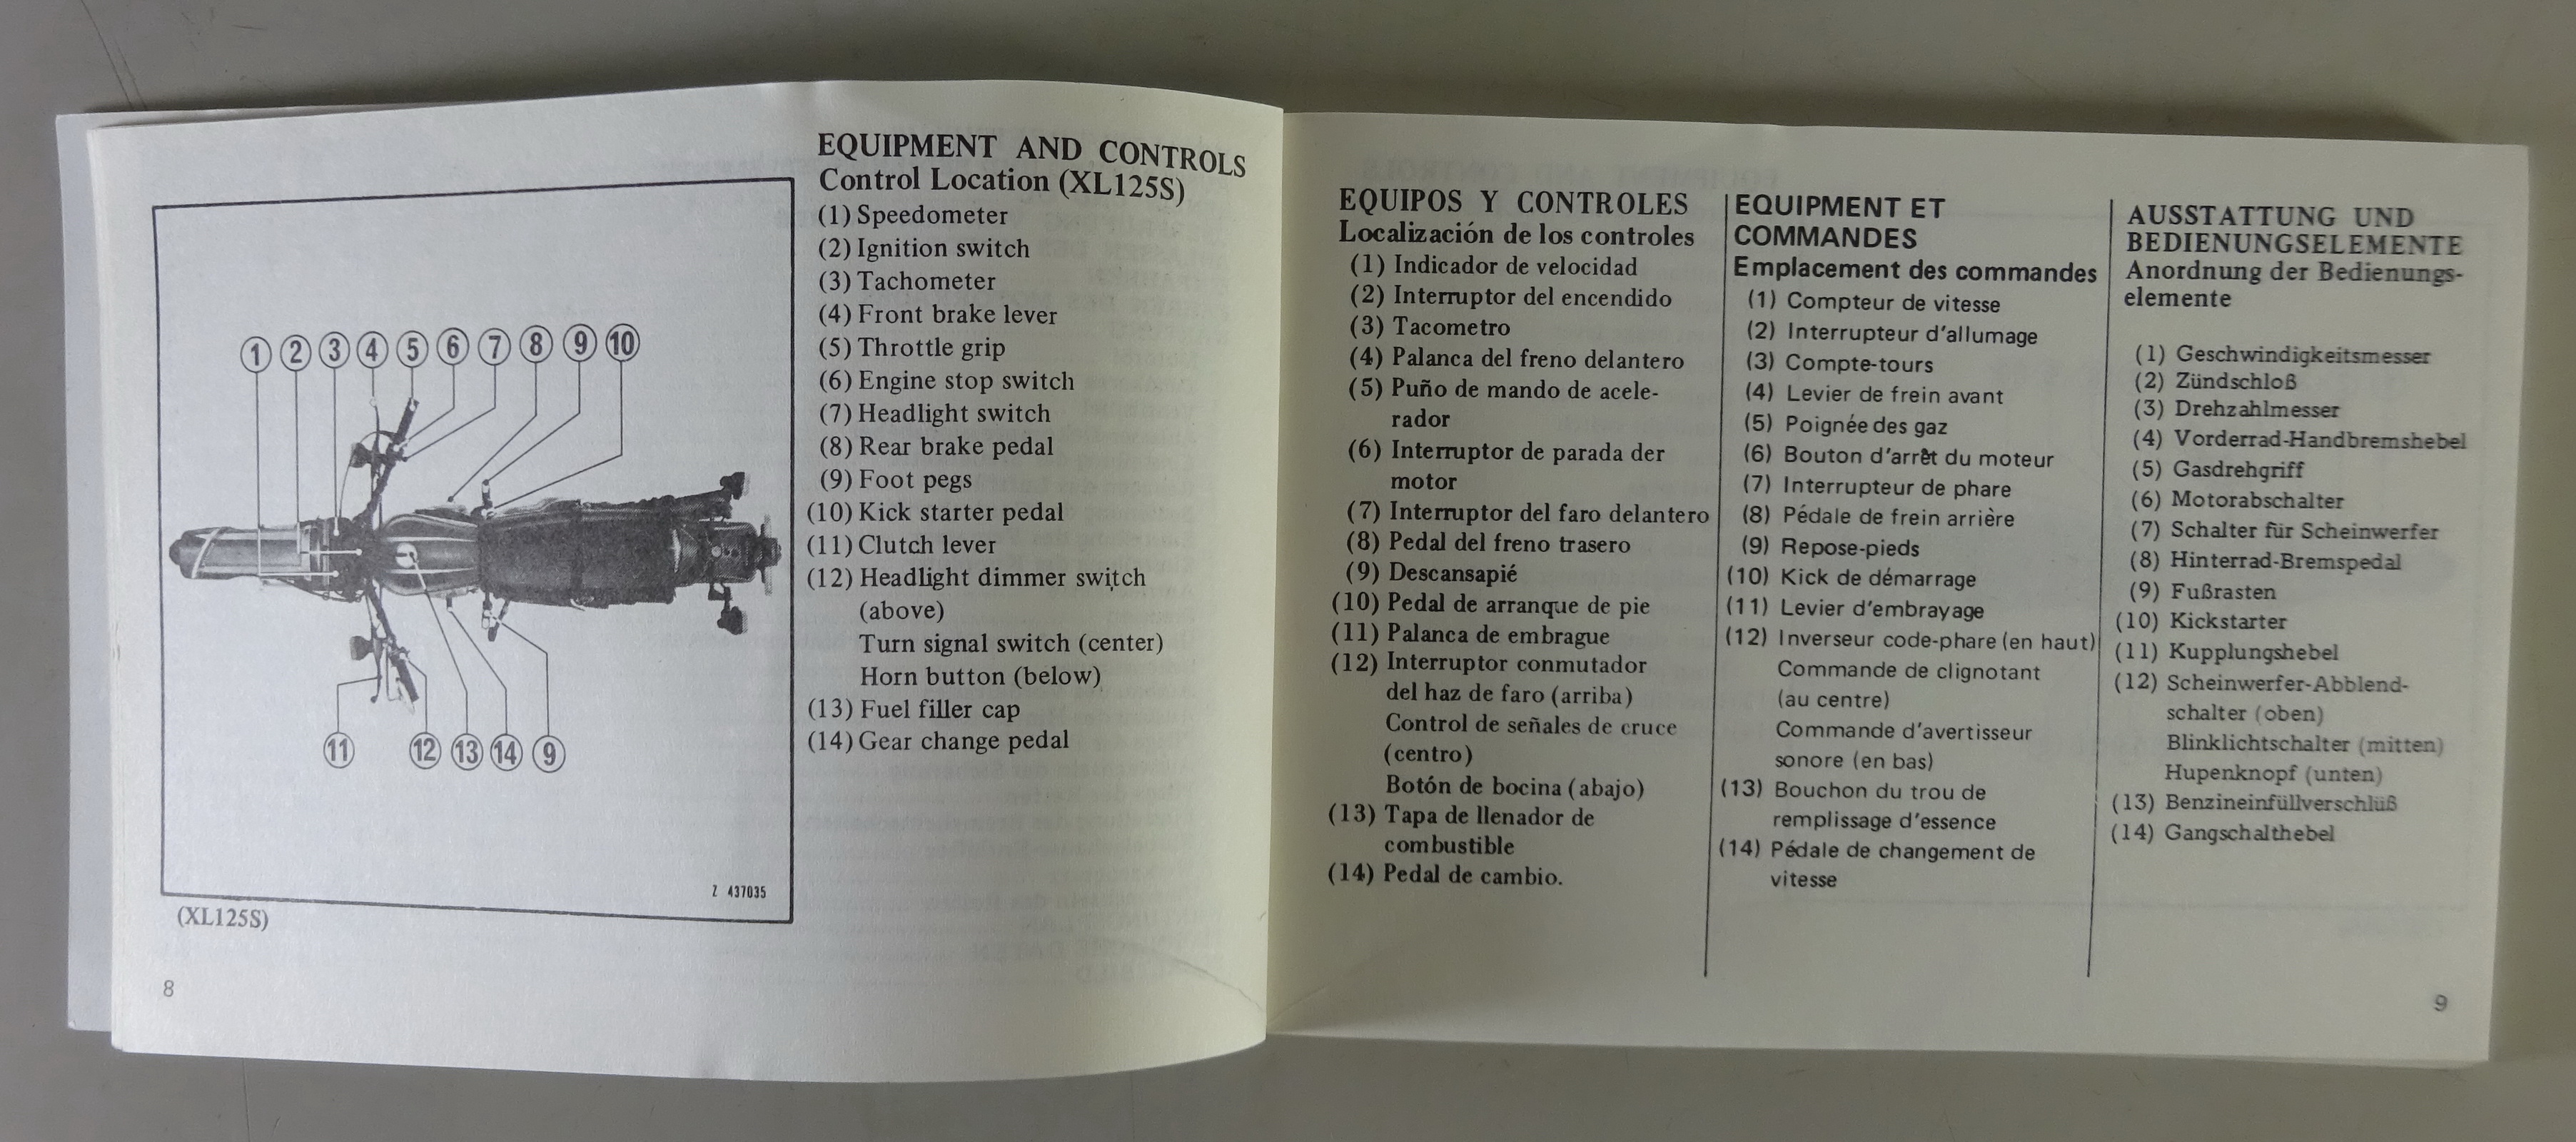 1 2 3 4 5 6 7 8 9 10
11 12 13 14 9
Z 437035
(XL125S)
8
EQUIPMENT AND CONTROLS
Control Location (XL125S)
(1) Speedometer
(2) Ignition switch
(3) Tachometer
(4) Front brake lever
(5) Throttle grip
(6) Engine stop switch
(7) Headlight switch
(8) Rear brake pedal
(9) Foot pegs
(10) Kick starter pedal
(11) Clutch lever
(12) Headlight dimmer switch
(above)
Turn signal switch (center)
Horn button (below)
(13) Fuel filler cap
(14) Gear change pedal
EQUIPOS Y CONTROLES
Localización de los controles
(1) Indicador de velocidad
(2) Interruptor del encendido
(3) Tacometro
(4) Palanca del freno delantero
(5) Puño de mando de acele-
rador
(6) Interruptor de parada der
motor
(7) Interruptor del faro delantero
(8) Pedal del freno trasero
(9) Descansapié
(10) Pedal de arranque de pie
(11) Palanca de embrague
(12) Interruptor conmutador
del haz de faro (arriba)
Control de señales de cruce
(centro)
Botón de bocina (abajo)
(13) Tapa de llenador de
combustible
(14) Pedal de cambio.
EQUIPMENT ET
COMMANDES
Emplacement des commandes
(1) Compteur de vitesse
(2) Interrupteur d'allumage
(3) Compte-tours
(4) Levier de frein avant
(5) Poignée des gaz
(6) Bouton d'arrêt du moteur
(7) Interrupteur de phare
(8) Pédale de frein arrière
(9) Repose-pieds
(10) Kick de démarrage
(11) Levier d'embrayage
(12) Inverseur code-phare (en haut)
Commande de clignotant
(au centre)
Commande d'avertisseur
sonore (en bas)
(13) Bouchon du trou de
remplissage d'essence
(14) Pédale de changement de
vitesse
AUSSTATTUNG UND
BEDIENUNGSELEMENTE
Anordnung der Bedienungs-
elemente
(1) Geschwindigkeitsmesser
(2) Zündschloß
(3) Drehzahlmesser
(4) Vorderrad-Handbremshebel
(5) Gasdrehgriff
(6) Motorabschalter
(7) Schalter für Scheinwerfer
(8) Hinterrad-Bremspedal
(9) Fußrasten
(10) Kickstarter
(11) Kupplungshebel
(12) Scheinwerfer-Abblend-
schalter (oben)
Blinklichtschalter (mitten)
Hupenknopf (unten)
(13) Benzineinfüllverschlüß
(14) Gangschalthebel
9